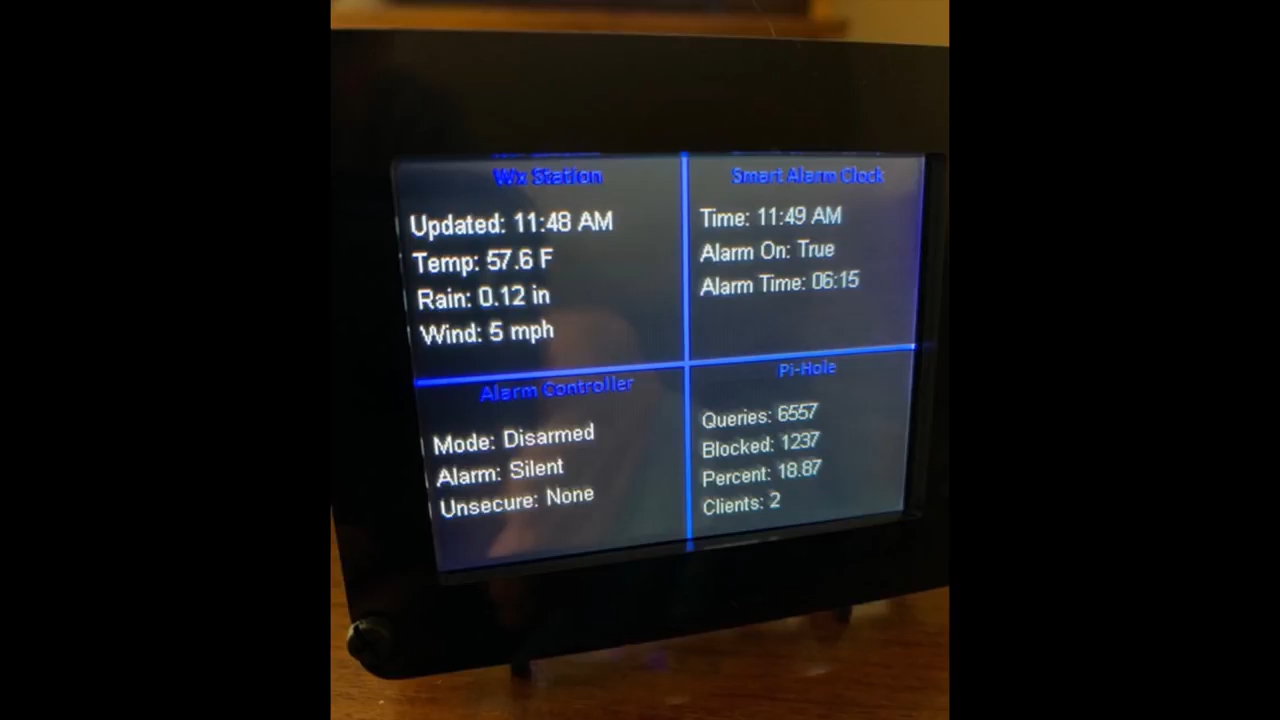 Wx Station
Updated: 11:48 AM
Temp: 57.6 F
Rain: 0.12 in
Wind: 5 mph
Smart Alarm Clock
Time: 11:49 AM
Alarm On: True
Alarm Time: 06:15
Alarm Controller
Mode: Disarmed
Alarm: Silent
Unsecure: None
Pi-Hole
Queries: 6557
Blocked: 1237
Percent: 18.87
Clients: 2